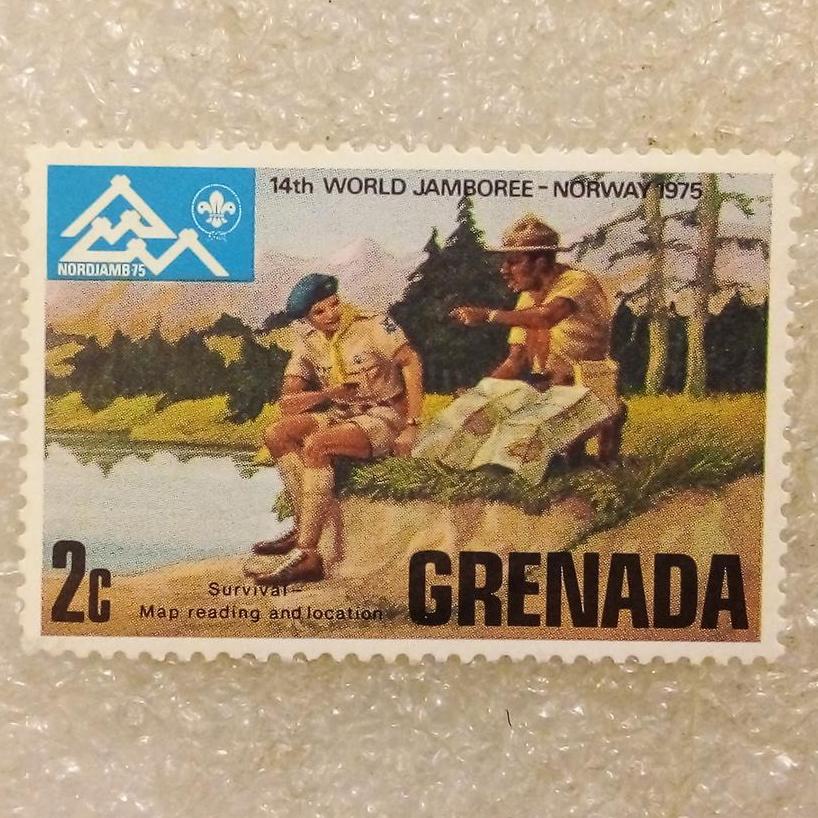 14th WORLD JAMBOREE - NORWAY 1975
NORDJAMB 75
Survival -
Map reading and location
2c
GRENADA